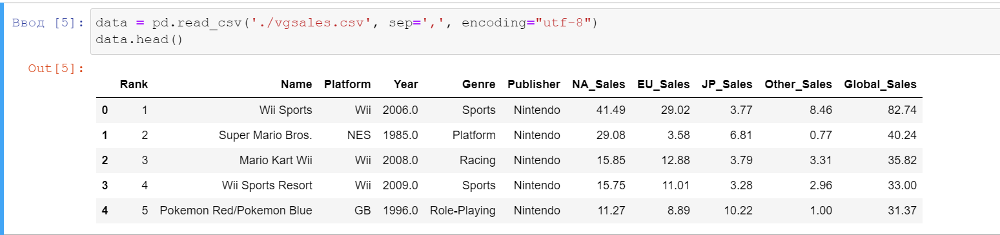 Ввод [5]: data = pd.read_csv('./vgsales.csv', sep=',', encoding="utf-8")
data.head()
Out[5]:
Rank Name Platform Year Genre Publisher NA_Sales EU_Sales JP_Sales Other_Sales Global_Sales
0 1 Wii Sports Wii 2006.0 Sports Nintendo 41.49 29.02 3.77 8.46 82.74
1 2 Super Mario Bros. NES 1985.0 Platform Nintendo 29.08 3.58 6.81 0.77 40.24
2 3 Mario Kart Wii Wii 2008.0 Racing Nintendo 15.85 12.88 3.79 3.31 35.82
3 4 Wii Sports Resort Wii 2009.0 Sports Nintendo 15.75 11.01 3.28 2.96 33.00
4 5 Pokemon Red/Pokemon Blue GB 1996.0 Role-Playing Nintendo 11.27 8.89 10.22 1.00 31.37